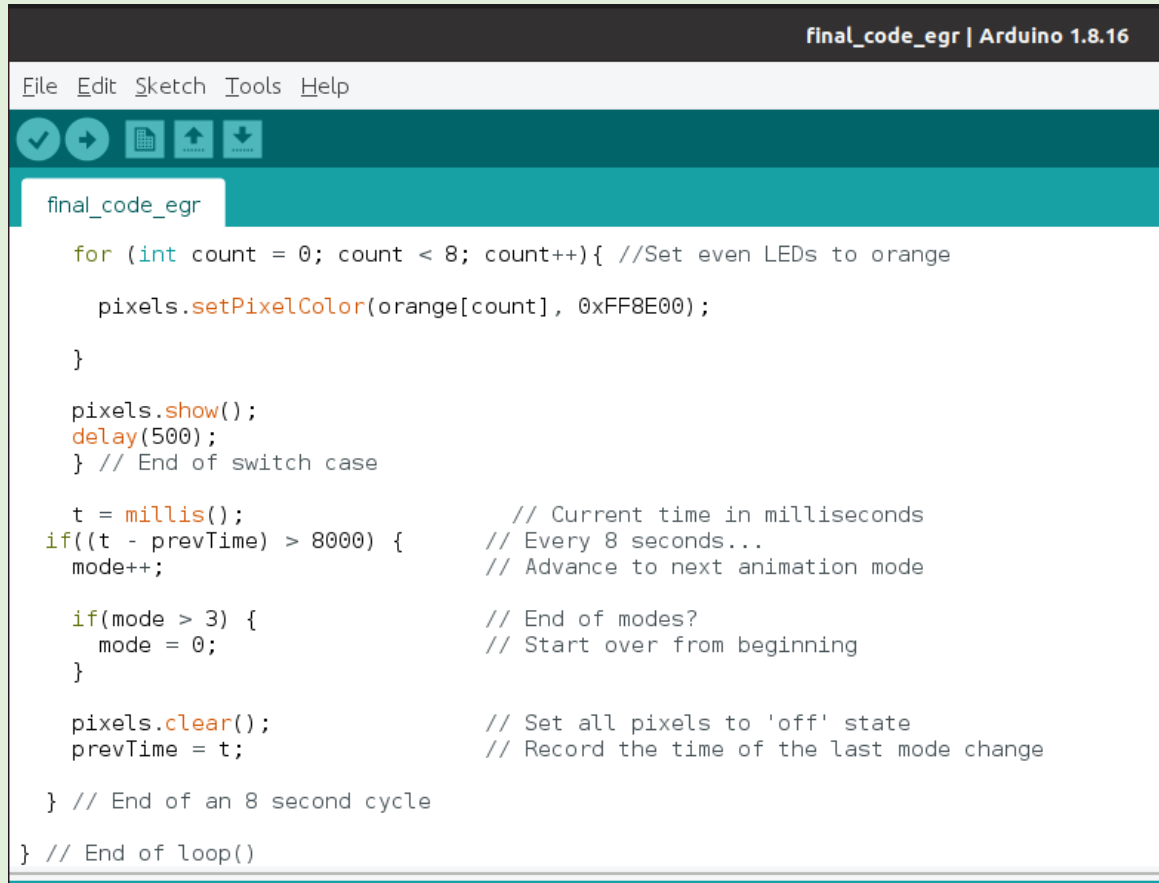 final_code_egr | Arduino 1.8.16
File Edit Sketch Tools Help
final_code_egr
for (int count = 0; count < 8; count++){ //Set even LEDs to orange
pixels.setPixelColor(orange[count], 0xFF8E00);
}
pixels.show();
delay(500);
} // End of switch case
t = millis(); // Current time in milliseconds
if((t - prevTime) > 8000) { // Every 8 seconds...
mode++; // Advance to next animation mode
if(mode > 3) { // End of modes?
mode = 0; // Start over from beginning
}
pixels.clear(); // Set all pixels to 'off' state
prevTime = t; // Record the time of the last mode change
} // End of an 8 second cycle
} // End of loop()